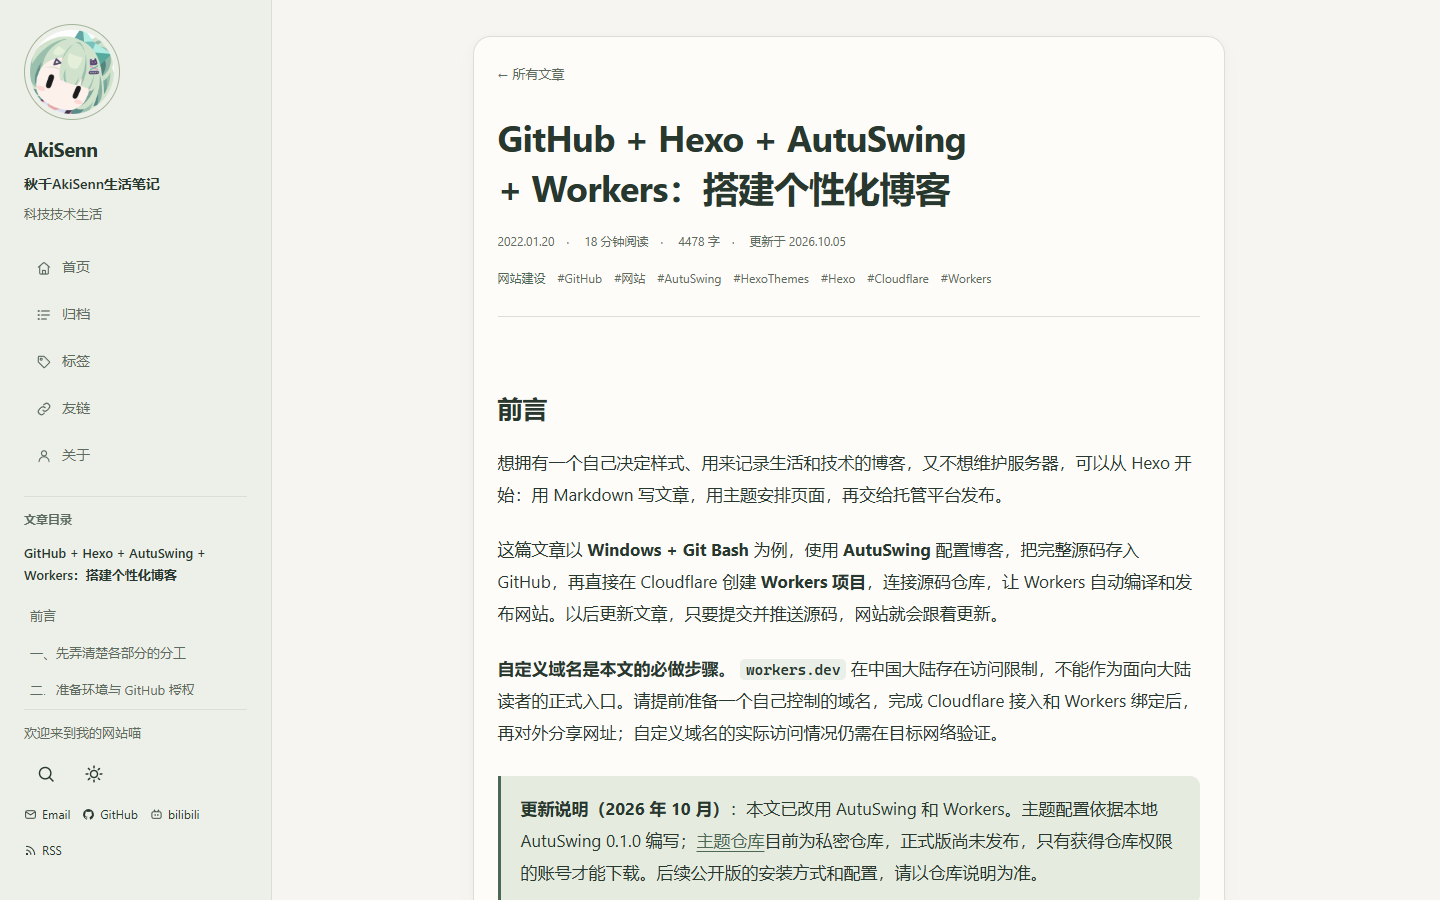 AkiSenn
秋千AkiSenn生活笔记
科技技术生活
首页
归档
标签
友链
关于
文章目录
GitHub + Hexo + AutuSwing +
Workers：搭建个性化博客
前言
一、先弄清楚各部分的分工
二、准备环境与 GitHub 授权
欢迎来到我的网站喵
Email GitHub bilibili
RSS
← 所有文章
GitHub + Hexo + AutuSwing
+ Workers：搭建个性化博客
2022.01.20 · 18 分钟阅读 · 4478 字 · 更新于 2026.10.05
网站建设 #GitHub #网站 #AutuSwing #HexoThemes #Hexo #Cloudflare #Workers
前言
想拥有一个自己决定样式、用来记录生活和技术的博客，又不想维护服务器，可以从 Hexo 开
始：用 Markdown 写文章，用主题安排页面，再交给托管平台发布。
这篇文章以 Windows + Git Bash 为例，使用 AutuSwing 配置博客，把完整源码存入
GitHub，再直接在 Cloudflare 创建 Workers 项目，连接源码仓库，让 Workers 自动编译和发
布网站。以后更新文章，只要提交并推送源码，网站就会跟着更新。
自定义域名是本文的必做步骤。 workers.dev 在中国大陆存在访问限制，不能作为面向大陆
读者的正式入口。请提前准备一个自己控制的域名，完成 Cloudflare 接入和 Workers 绑定后，
再对外分享网址；自定义域名的实际访问情况仍需在目标网络验证。
更新说明（2026 年 10 月）：本文已改用 AutuSwing 和 Workers。主题配置依据本地
AutuSwing 0.1.0 编写；主题仓库目前为私密仓库，正式版尚未发布，只有获得仓库权限
的账号才能下载。后续公开版的安装方式和配置，请以仓库说明为准。